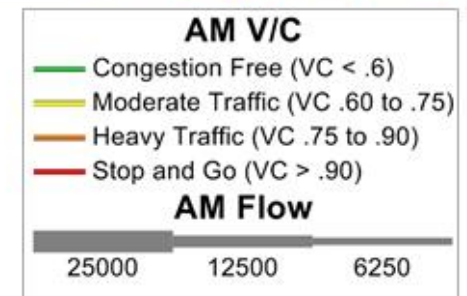 AM V/C
Congestion Free (VC < .6)
Moderate Traffic (VC .60 to .75)
Heavy Traffic (VC .75 to .90)
Stop and Go (VC > .90)
AM Flow
25000 12500 6250